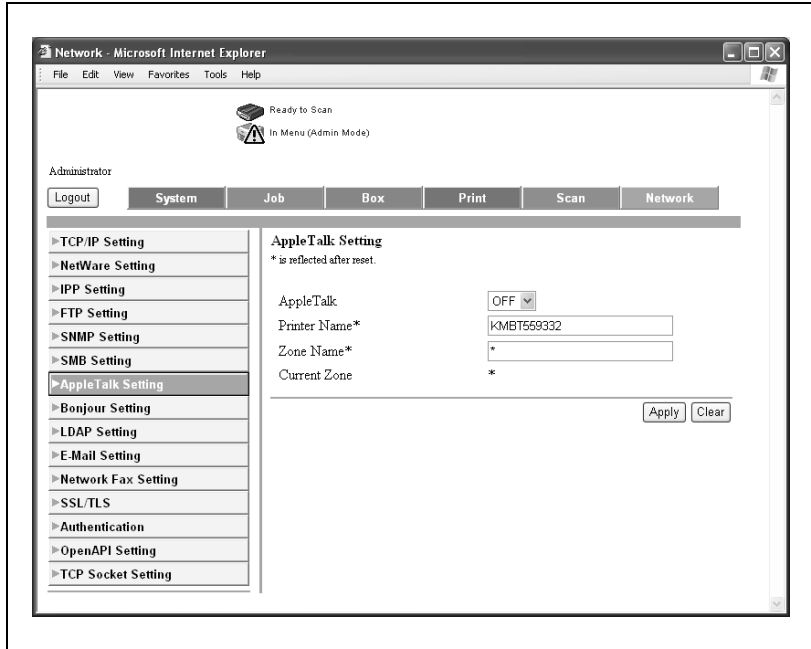 Network - Microsoft Internet Explorer
File Edit View Favorites Tools Help
Ready to Scan
In Menu (Admin Mode)
Administrator
Logout System Job Box Print Scan Network
TCP/IP Setting
NetWare Setting
IPP Setting
FTP Setting
SNMP Setting
SMB Setting
AppleTalk Setting
Bonjour Setting
LDAP Setting
E-Mail Setting
Network Fax Setting
SSL/TLS
Authentication
OpenAPI Setting
TCP Socket Setting
AppleTalk Setting
* is reflected after reset.
AppleTalk OFF
Printer Name* KMBT559332
Zone Name* *
Current Zone *
Apply Clear